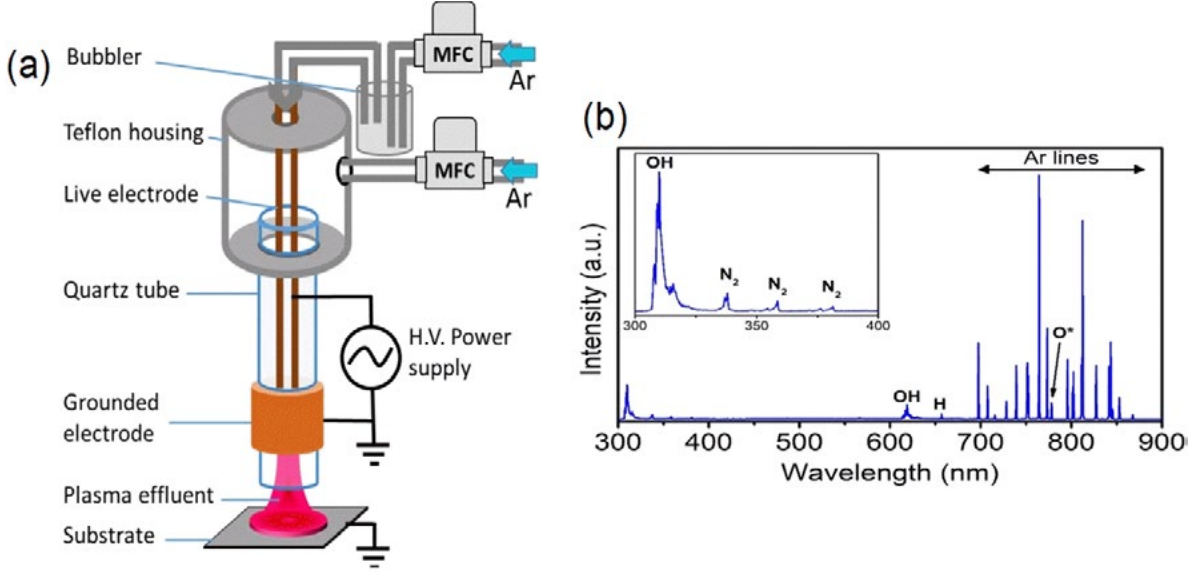 (a)
Bubbler
MFC
Ar
Teflon housing
MFC
Ar
Live electrode
Quartz tube
H.V. Power
supply
Grounded
electrode
Plasma effluent
Substrate
(b)
Ar lines
OH
N2
N2
N2
300
350
400
O*
OH
H
Intensity (a.u.)
300
400
500
600
700
800
900
Wavelength (nm)